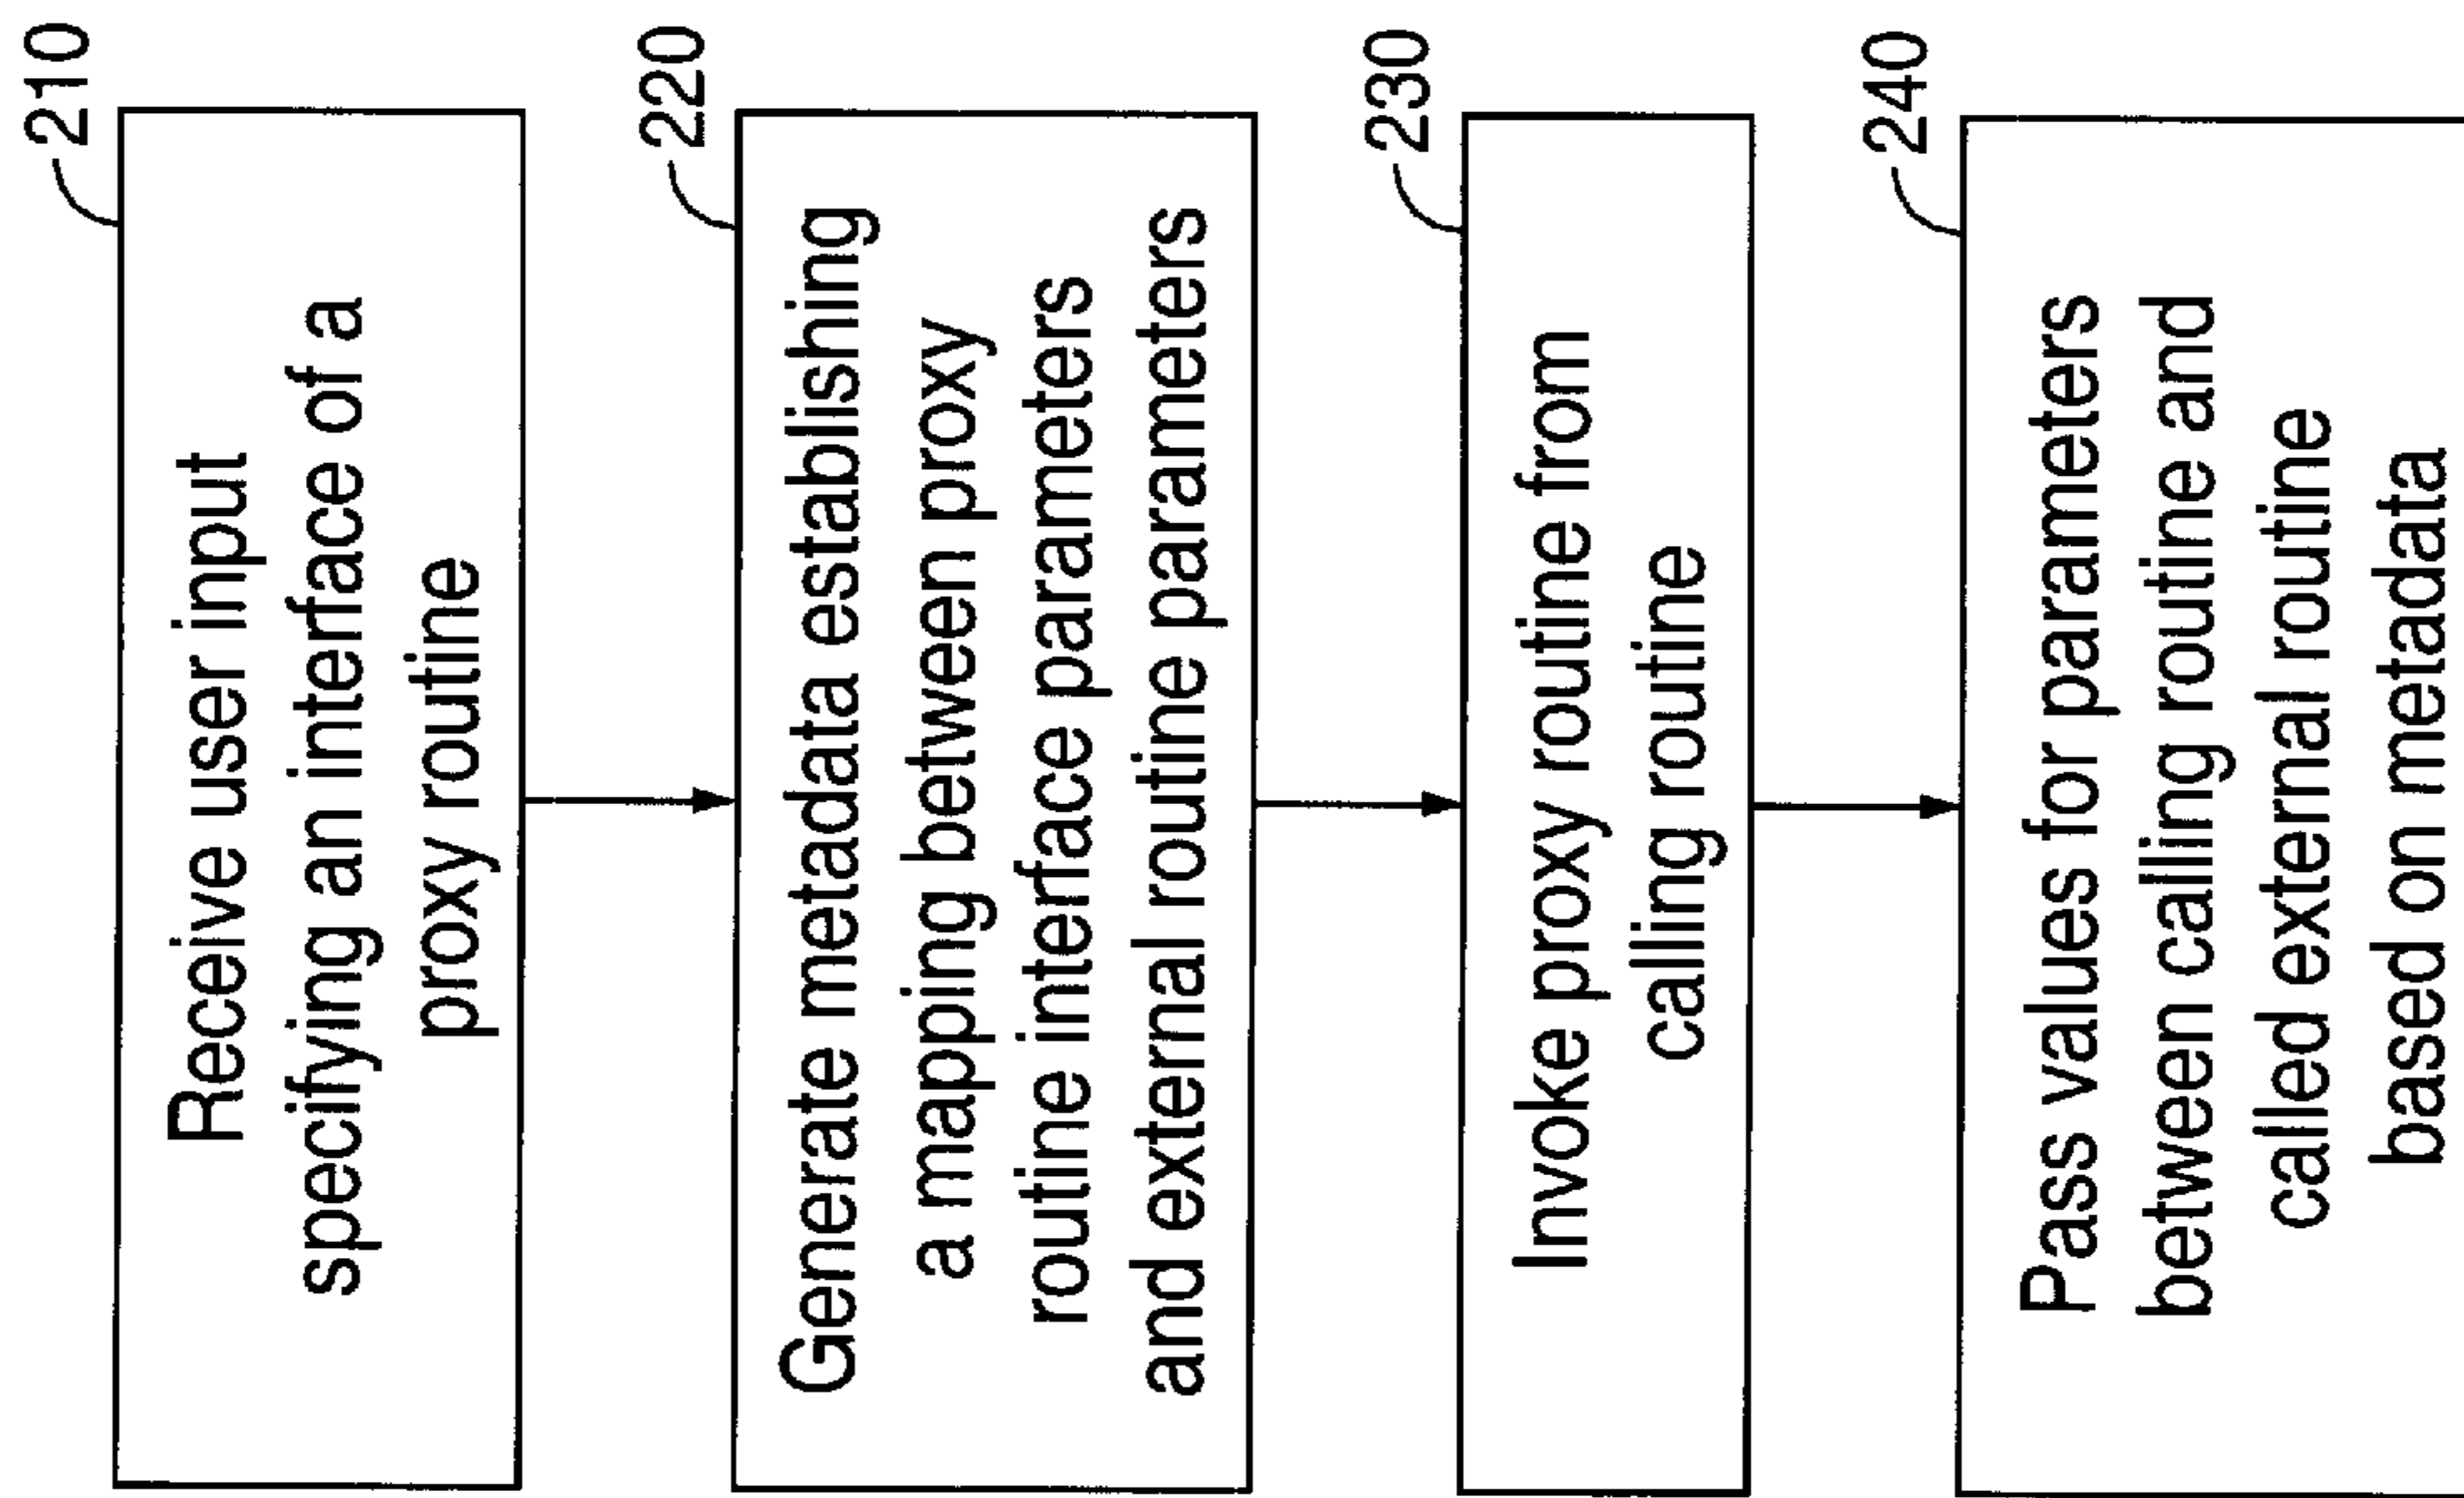 210
Receive user input
specifying an interface of a
proxy routine
220
Generate metadata establishing
a mapping between proxy
routine interface parameters
and external routine parameters
230
Invoke proxy routine from
calling routine
240
Pass values for parameters
between calling routine and
called external routine
based on metadata